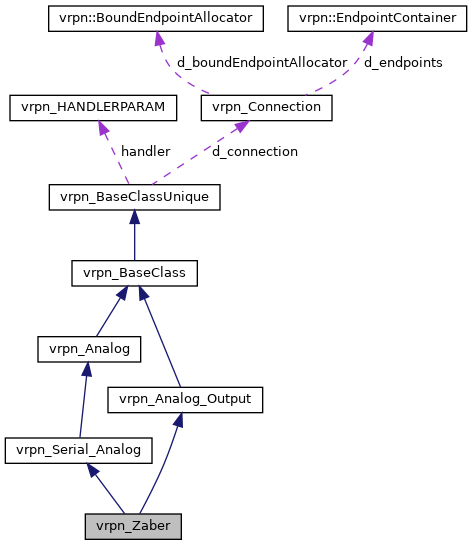 vrpn::BoundEndpointAllocator
vrpn::EndpointContainer
d_boundEndpointAllocator
d_endpoints
vrpn_HANDLERPARAM
vrpn_Connection
handler
d_connection
vrpn_BaseClassUnique
vrpn_BaseClass
vrpn_Analog
vrpn_Analog_Output
vrpn_Serial_Analog
vrpn_Zaber